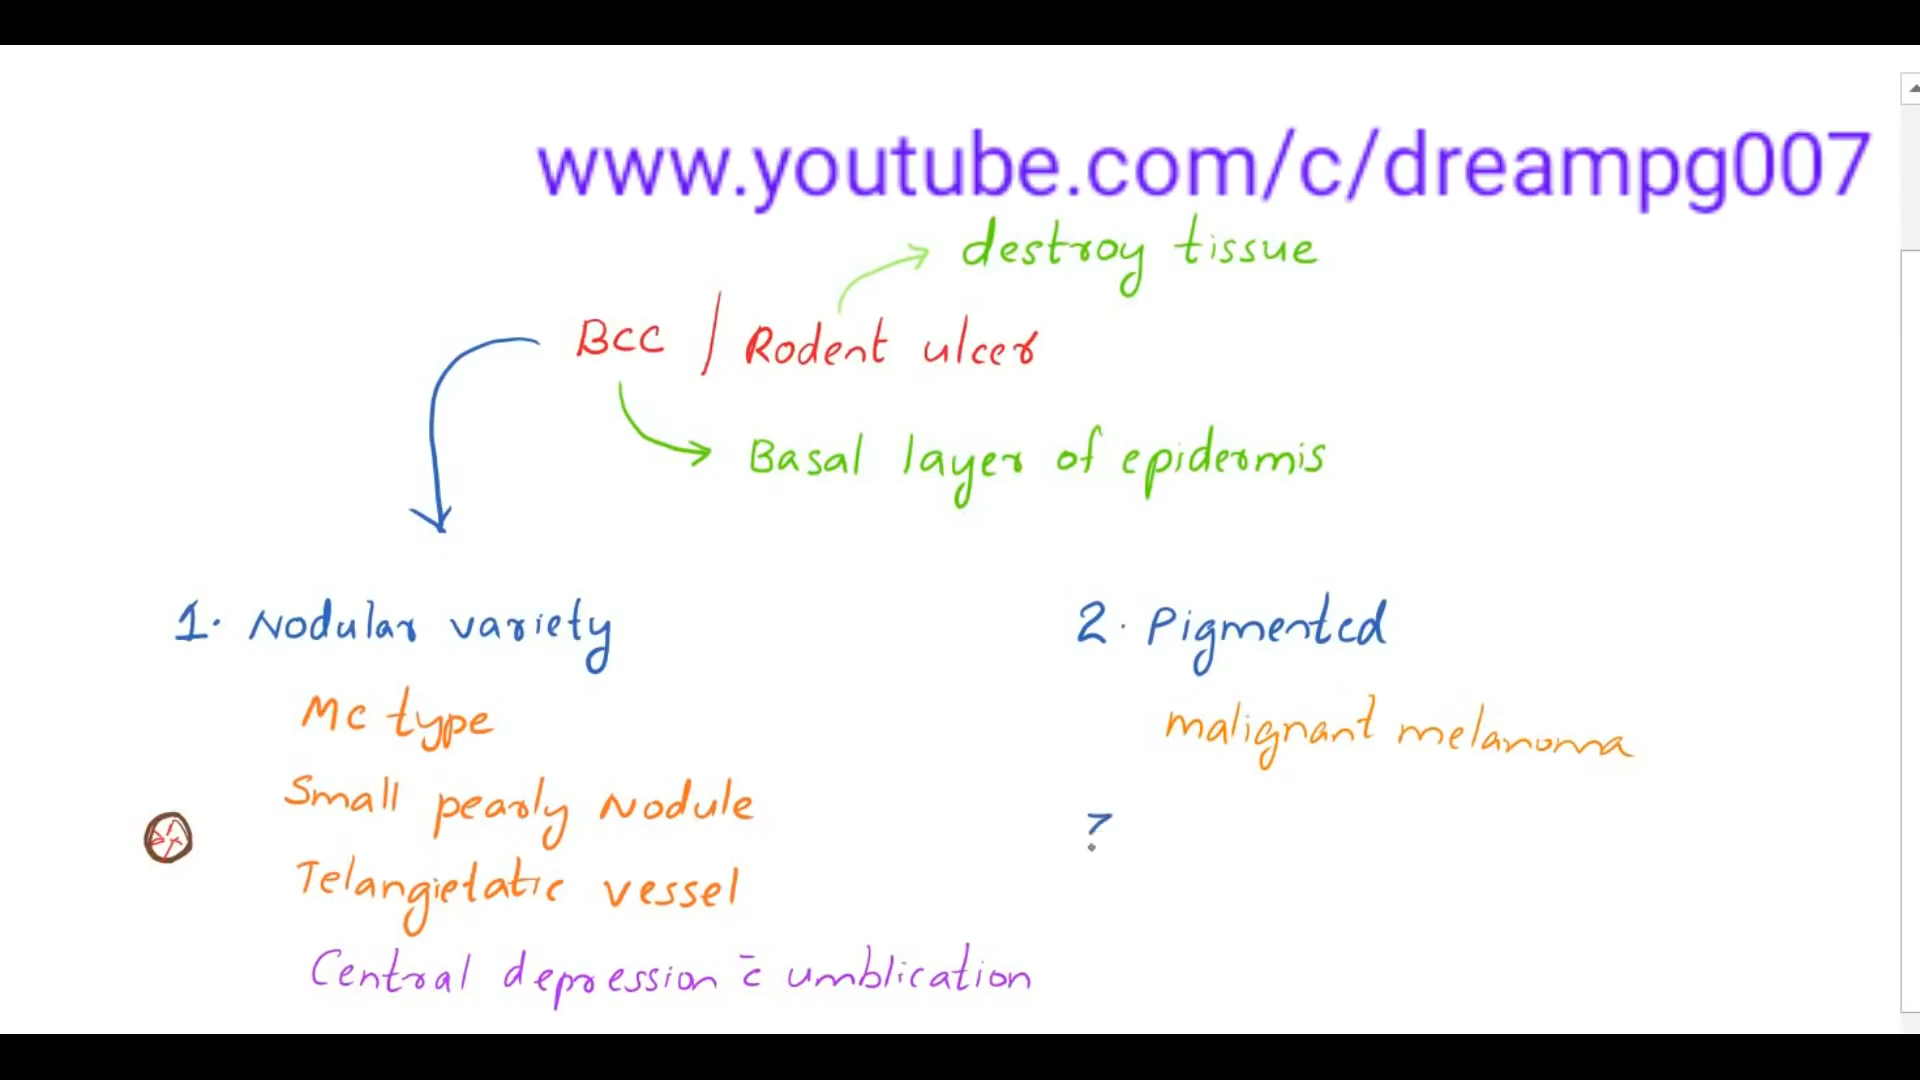 www.youtube.com/c/dreampg007
destroy tissue
BCC / Rodent ulcer
Basal layer of epidermis
1. Nodular variety
MC type
Small pearly Nodule
Telangietatic vessel
Central depression c̄ umblication
2. Pigmented
malignant melanoma